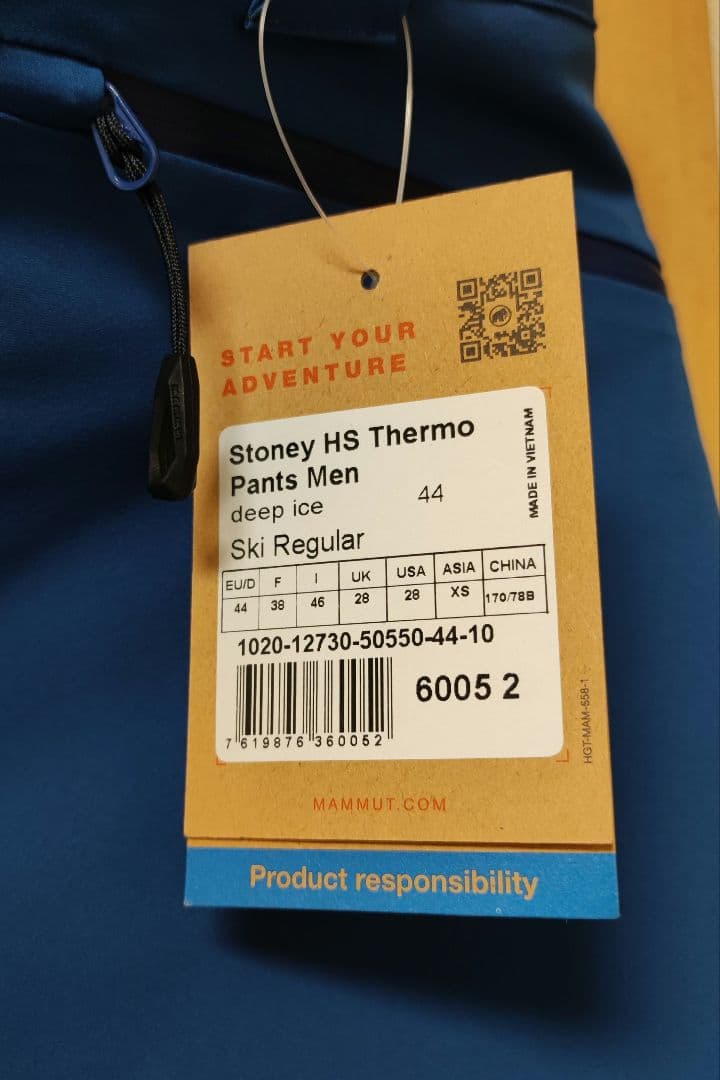 START YOUR
ADVENTURE
Stoney HS Thermo
Pants Men
deep ice
44
Ski Regular
MADE IN VIETNAM
EU/D F I UK USA ASIA CHINA
44 38 46 28 28 XS 170/78B
1020-12730-50550-44-10
6005 2
7 619876 360052
HGT-MAM-558-1
MAMMUT.COM
Product responsibility